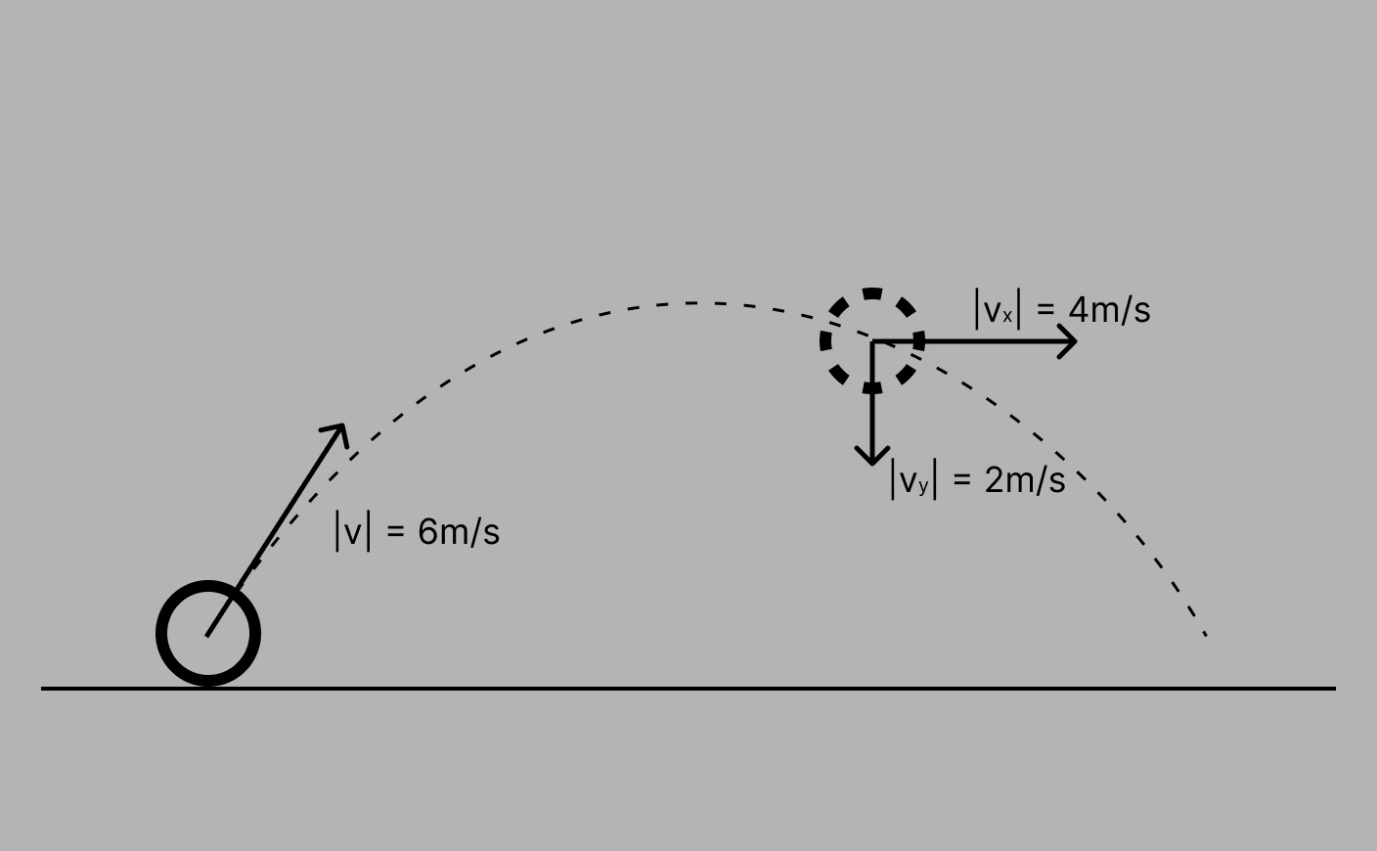 |vₓ| = 4m/s
|vᵧ| = 2m/s
|v| = 6m/s